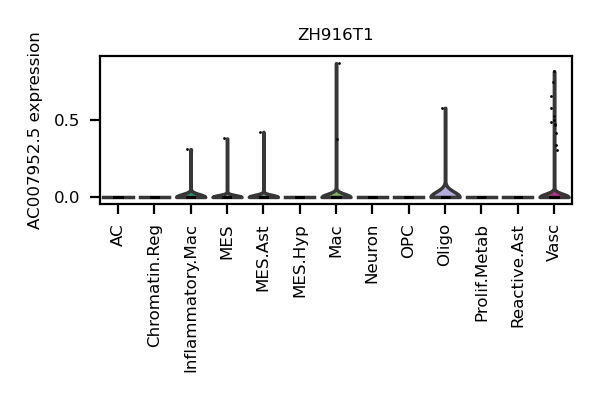 ZH916T1
AC007952.5 expression
0.5
0.0
AC
Chromatin.Reg
Inflammatory.Mac
MES
MES.Ast
MES.Hyp
Mac
Neuron
OPC
Oligo
Prolif.Metab
Reactive.Ast
Vasc